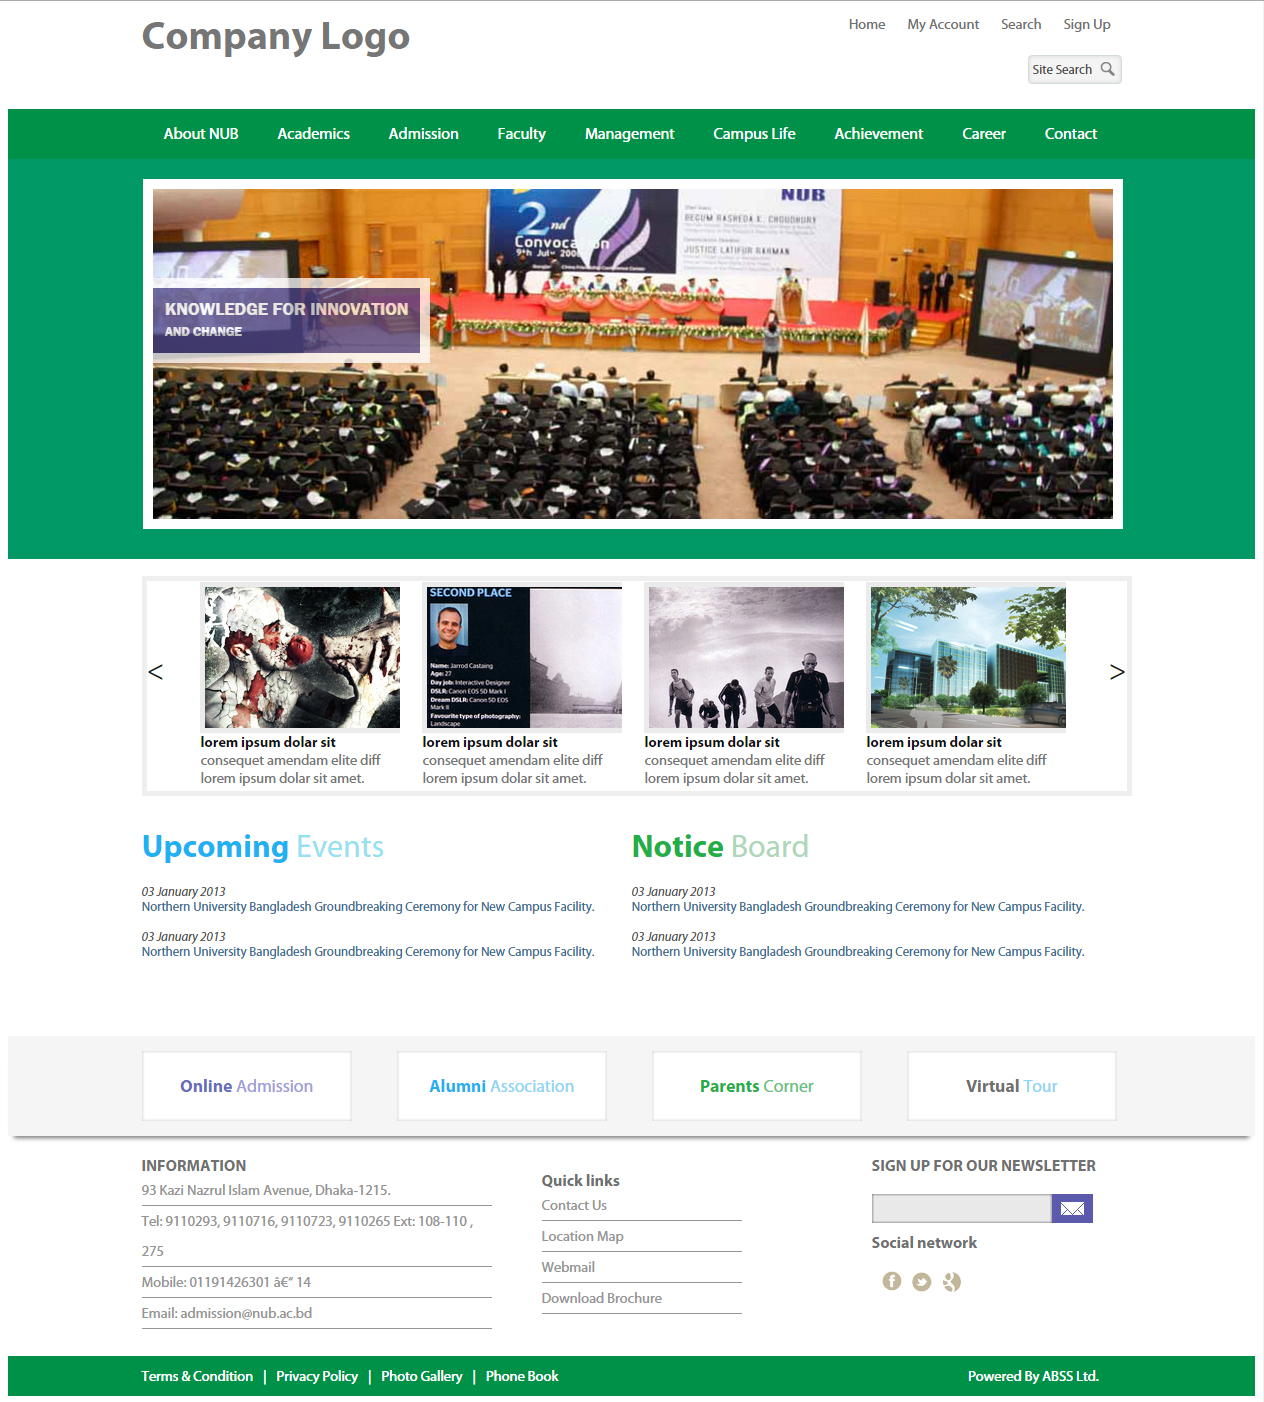 Company Logo
Home My Account Search Sign Up
Site Search
About NUB Academics Admission Faculty Management Campus Life Achievement Career Contact
NUB
2nd
Convocation
BEGUM RASHEDA K. CHOUDHURY
JUSTICE LATIFUR RAHMAN
KNOWLEDGE FOR INNOVATION
AND CHANGE
SECOND PLACE
Name: Jarrod Castaing
Age: 27
Day job: Interactive Designer
DSLR: Canon EOS 5D Mark I
Dream DSLR: Canon 5D EOS
Mark II
Favourite type of photography:
Landscape
<
>
lorem ipsum dolar sit
consequet amendam elite diff
lorem ipsum dolar sit amet.
lorem ipsum dolar sit
consequet amendam elite diff
lorem ipsum dolar sit amet.
lorem ipsum dolar sit
consequet amendam elite diff
lorem ipsum dolar sit amet.
lorem ipsum dolar sit
consequet amendam elite diff
lorem ipsum dolar sit amet.
Upcoming Events
03 January 2013
Northern University Bangladesh Groundbreaking Ceremony for New Campus Facility.
03 January 2013
Northern University Bangladesh Groundbreaking Ceremony for New Campus Facility.
Notice Board
03 January 2013
Northern University Bangladesh Groundbreaking Ceremony for New Campus Facility.
03 January 2013
Northern University Bangladesh Groundbreaking Ceremony for New Campus Facility.
Online Admission
Alumni Association
Parents Corner
Virtual Tour
INFORMATION
93 Kazi Nazrul Islam Avenue, Dhaka-1215.
Tel: 9110293, 9110716, 9110723, 9110265 Ext: 108-110 ,
275
Mobile: 01191426301 â€“ 14
Email: admission@nub.ac.bd
Quick links
Contact Us
Location Map
Webmail
Download Brochure
SIGN UP FOR OUR NEWSLETTER
Social network
Terms & Condition | Privacy Policy | Photo Gallery | Phone Book
Powered By ABSS Ltd.